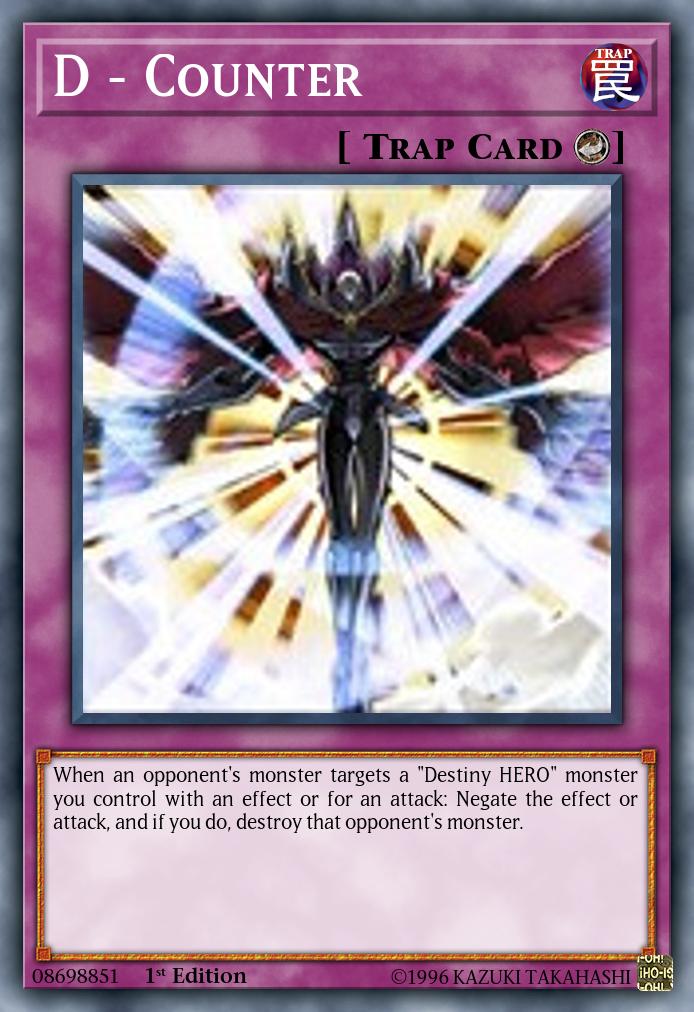 D - Counter
TRAP
罠
[ Trap Card ]
When an opponent's monster targets a "Destiny HERO" monster
you control with an effect or for an attack: Negate the effect or
attack, and if you do, destroy that opponent's monster.
08698851 1st Edition ©1996 KAZUKI TAKAHASHI